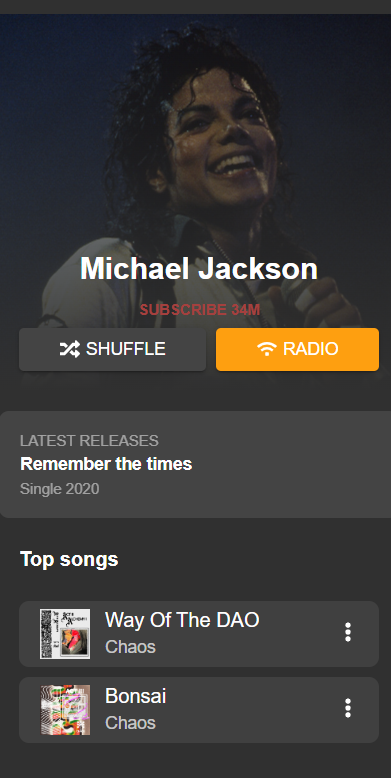 Michael Jackson
SUBSCRIBE 34M
SHUFFLE
RADIO
LATEST RELEASES
Remember the times
Single 2020
Top songs
Way Of The DAO
Chaos
Bonsai
Chaos